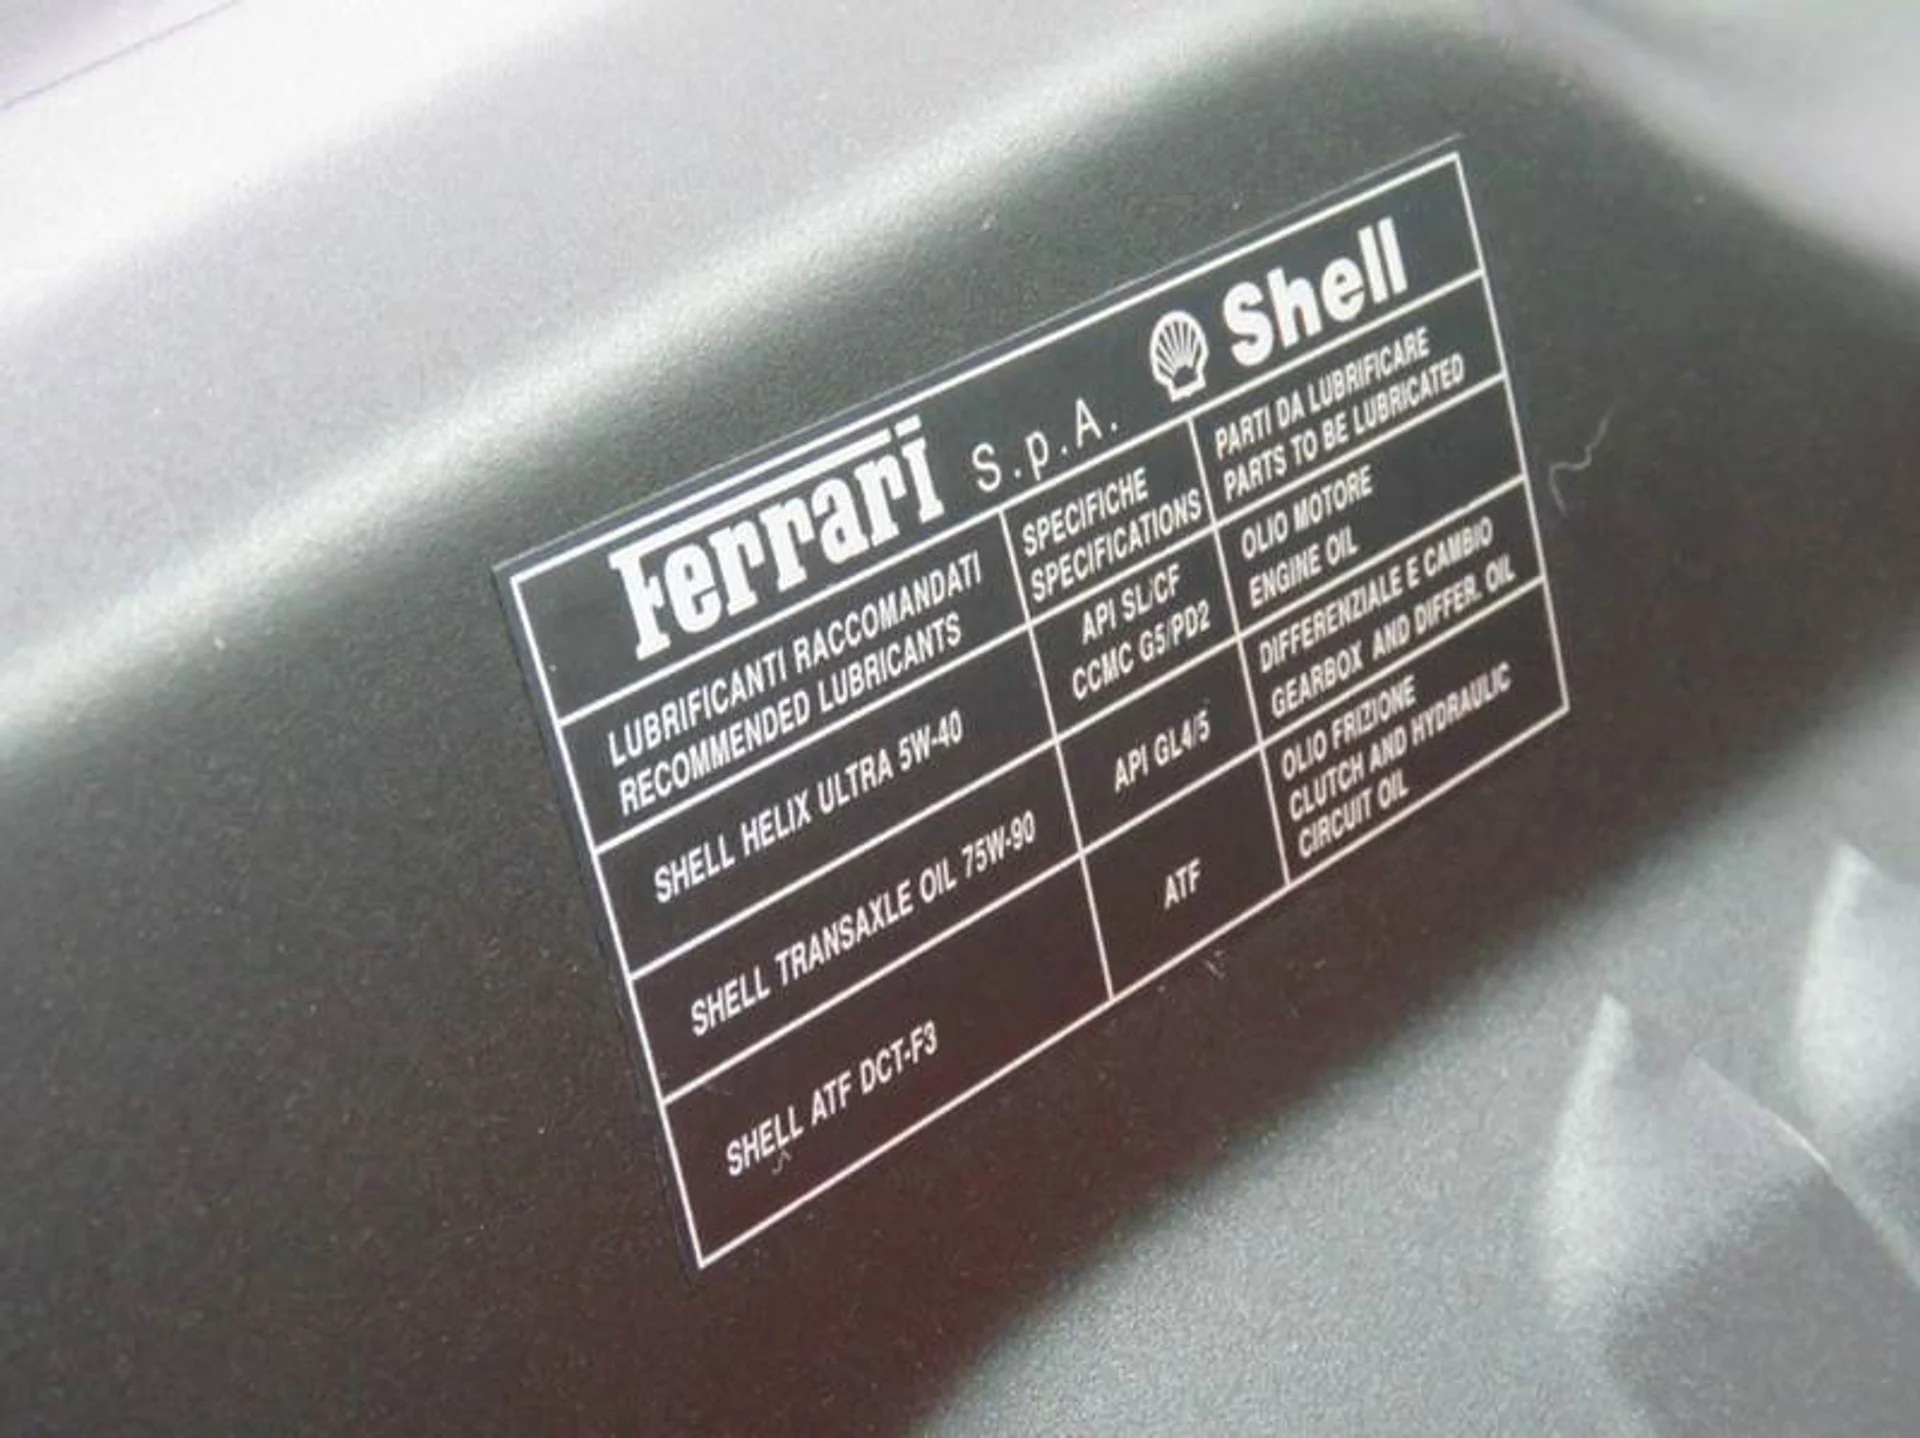 Ferrari S.p.A. Shell
LUBRIFICANTI RACCOMANDATI
RECOMMENDED LUBRICANTS
SPECIFICHE
SPECIFICATIONS
PARTI DA LUBRIFICARE
PARTS TO BE LUBRICATED
SHELL HELIX ULTRA 5W-40
API SL/CF
CCMC G5/PD2
OLIO MOTORE
ENGINE OIL
SHELL TRANSAXLE OIL 75W-90
API GL4/5
DIFFERENZIALE E CAMBIO
GEARBOX AND DIFFER. OIL
SHELL ATF DCT-F3
ATF
OLIO FRIZIONE
CLUTCH AND HYDRAULIC
CIRCUIT OIL